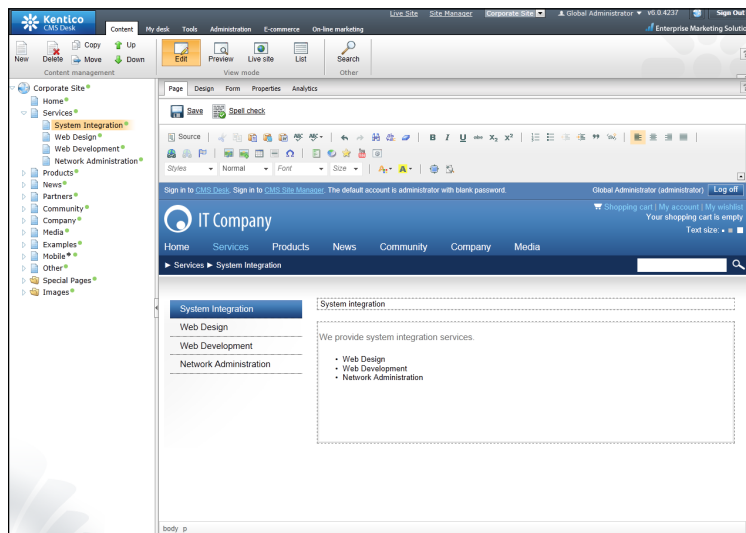 Kentico
CMS Desk
Live Site Site Manager Corporate Site Global Administrator v6.0.4237 Sign Out
Content My desk Tools Administration E-commerce On-line marketing
Enterprise Marketing Solutio
New Delete Copy Move Up Down
Content management
Edit Preview Live site List
View mode
Search
Other
Corporate Site
Home
Services
System Integration
Web Design
Web Development
Network Administration
Products
News
Partners
Community
Company
Media
Examples
Mobile
Other
Special Pages
Images
Page Design Form Properties Analytics
Save Spell check
Source B I U abc X₂ X²
Styles Normal Font Size
Sign in to CMS Desk. Sign in to CMS Site Manager. The default account is administrator with blank password. Global Administrator (administrator) Log off
Shopping cart | My account | My wishlist
Your shopping cart is empty
Text size:
IT Company
Home Services Products News Community Company Media
► Services ► System Integration
System Integration
Web Design
Web Development
Network Administration
System integration
We provide system integration services.
• Web Design
• Web Development
• Network Administration
body p